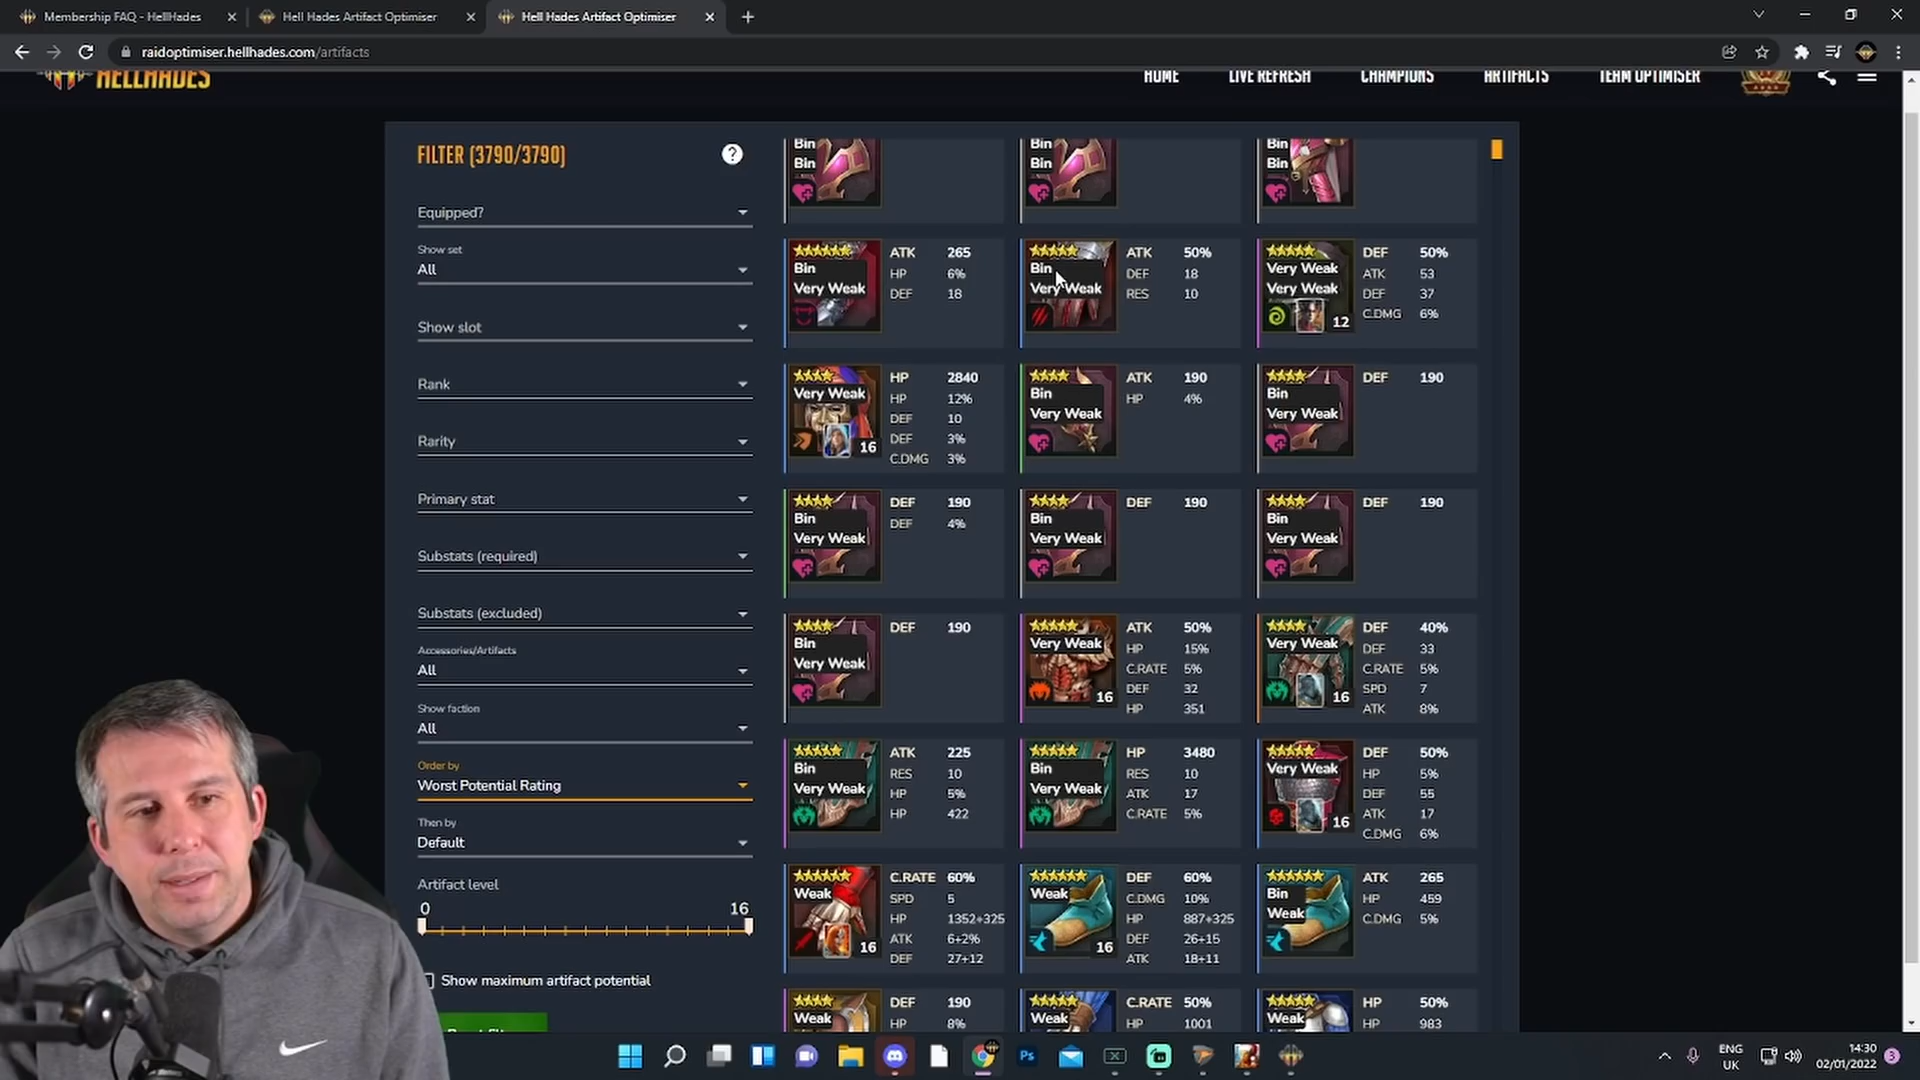 Membership FAQ - HellHades
Hell Hades Artifact Optimiser
Hell Hades Artifact Optimiser
raidoptimiser.hellhades.com/artifacts
HELLHADES
HOME
LIVE REFRESH
CHAMPIONS
ARTIFACTS
TEAM OPTIMISER
FILTER (3790/3790)
?
Equipped?
Show set
All
Show slot
Rank
Rarity
Primary stat
Substats (required)
Substats (excluded)
Accessories/Artifacts
All
Show faction
All
Order by
Worst Potential Rating
Then by
Default
Artifact level
0 16
Show maximum artifact potential
Bin
Bin
Bin
Bin
Bin
Bin
Bin
Very Weak
ATK 265
HP 6%
DEF 18
Bin
Very Weak
ATK 50%
DEF 18
RES 10
Very Weak
Very Weak
12
DEF 50%
ATK 53
DEF 37
C.DMG 6%
Very Weak
16
HP 2840
HP 12%
DEF 10
DEF 3%
C.DMG 3%
Bin
Very Weak
ATK 190
HP 4%
Bin
Very Weak
DEF 190
Bin
Very Weak
DEF 190
DEF 4%
Bin
Very Weak
DEF 190
Bin
Very Weak
DEF 190
Bin
Very Weak
DEF 190
Very Weak
16
ATK 50%
HP 15%
C.RATE 5%
DEF 32
HP 351
Very Weak
16
DEF 40%
DEF 33
C.RATE 5%
SPD 7
ATK 8%
Bin
Very Weak
ATK 225
RES 10
HP 5%
HP 422
Bin
Very Weak
HP 3480
RES 10
ATK 17
C.RATE 5%
Very Weak
16
DEF 50%
HP 5%
DEF 55
ATK 17
C.DMG 6%
Weak
16
C.RATE 60%
SPD 5
HP 1352+325
ATK 6+2%
DEF 27+12
Weak
16
DEF 60%
C.DMG 10%
HP 887+325
DEF 26+15
ATK 18+11
Bin
Weak
ATK 265
HP 459
C.DMG 5%
Weak
DEF 190
HP 8%
Weak
C.RATE 50%
HP 1001
Weak
HP 50%
HP 983
Ps
ENG
UK
14:30
02/01/2022
3